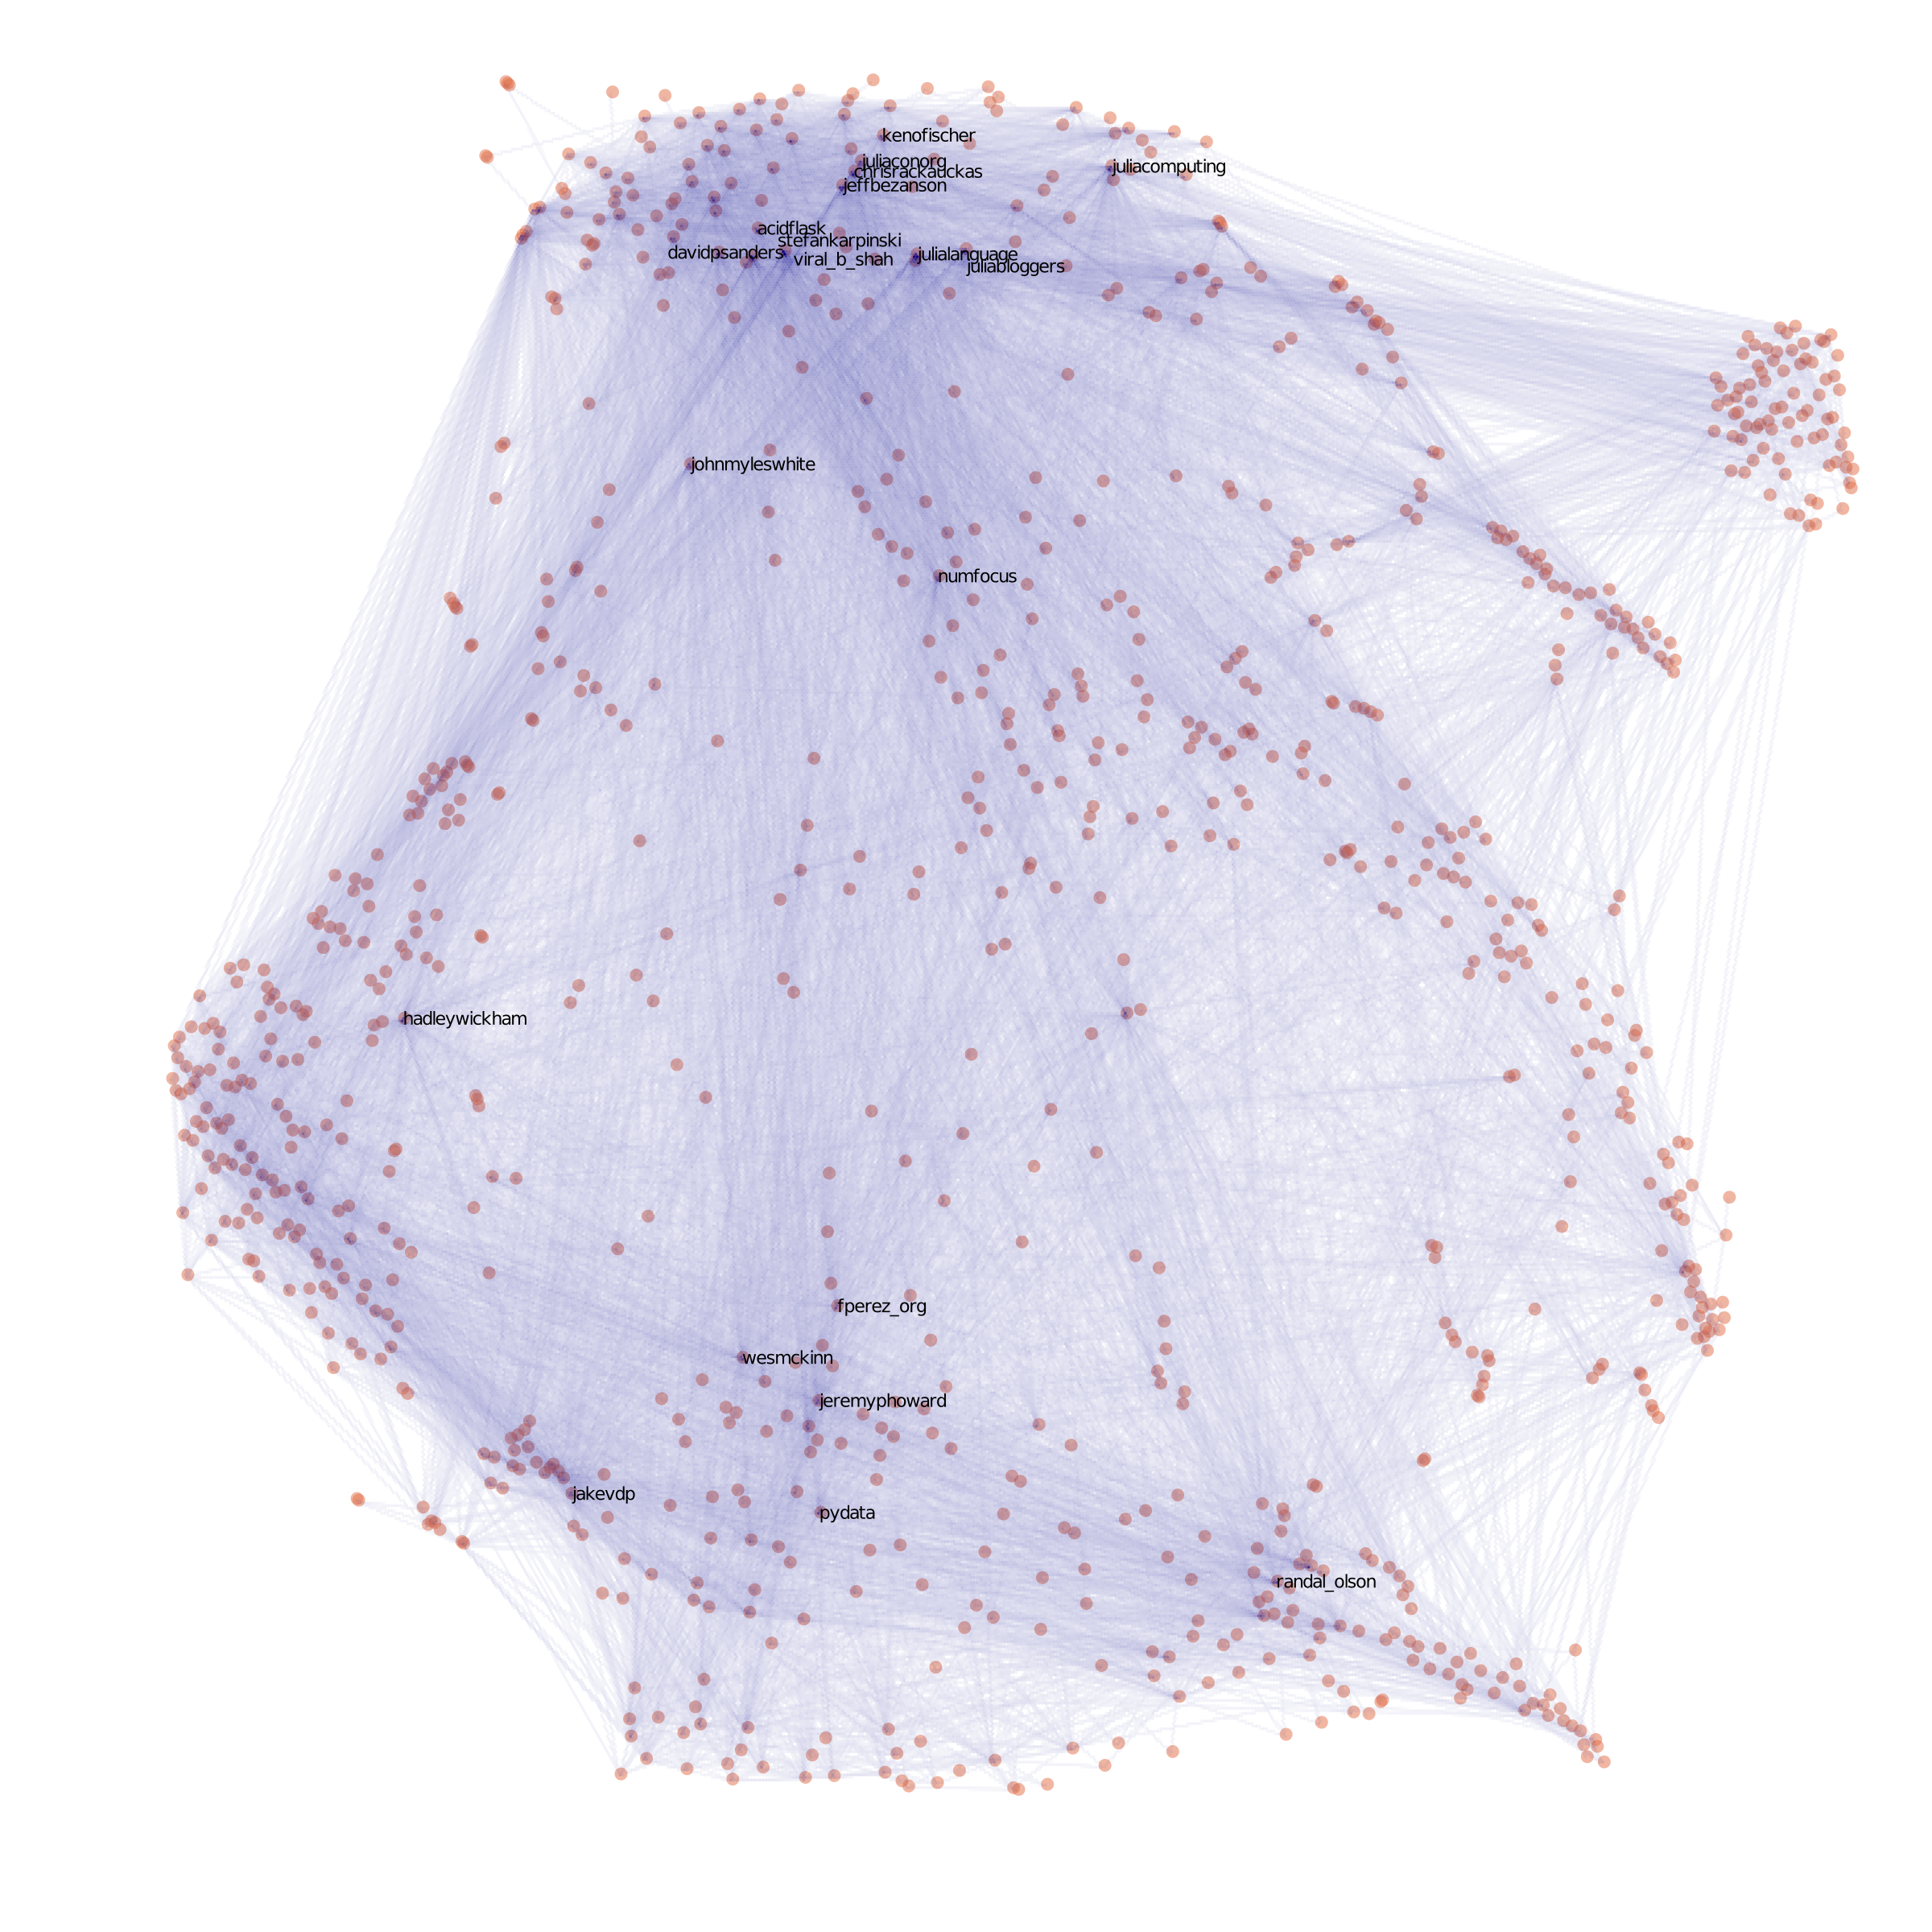 kenofischer
juliaconorg
chrisrackauckas
juliacomputing
jeffbezanson
acidflask
stefankarpinski
davidpsanders
viral_b_shah
julialanguage
juliabloggers
johnmyleswhite
numfocus
hadleywickham
fperez_org
wesmckinn
jeremyphoward
jakevdp
pydata
randal_olson